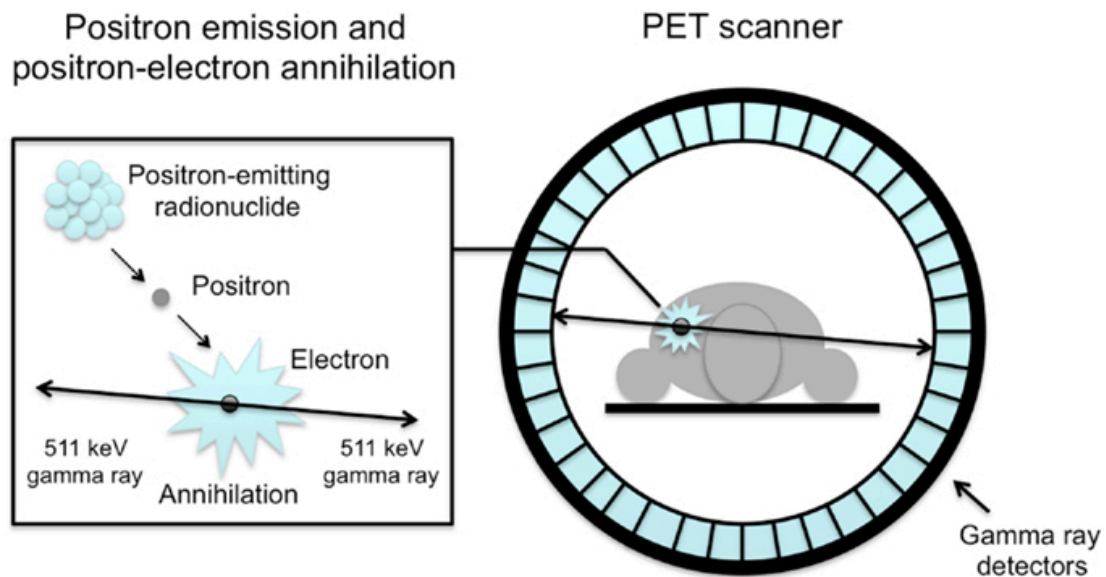 Positron emission and
positron-electron annihilation
PET scanner
Positron-emitting
radionuclide
Positron
Electron
511 keV
gamma ray
511 keV
gamma ray
Annihilation
Gamma ray
detectors